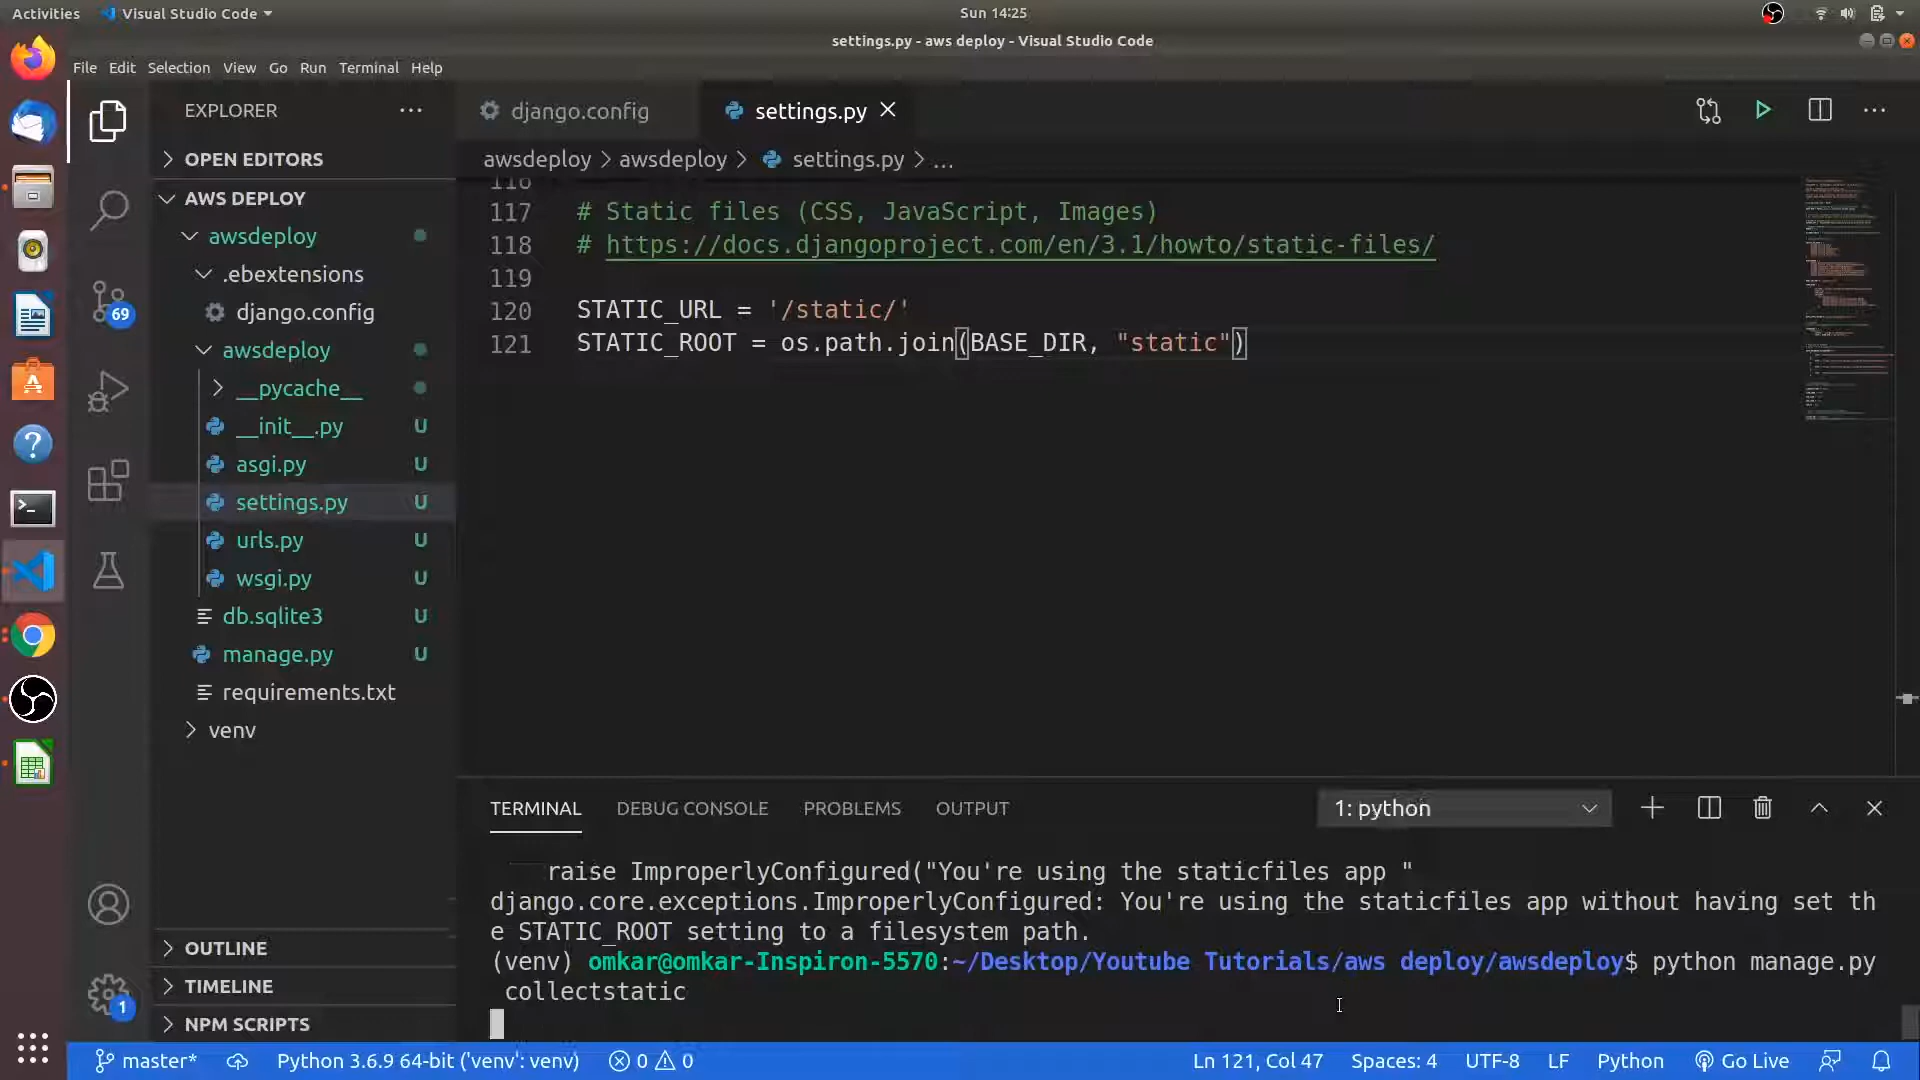 Activities
Visual Studio Code
Sun 14:25
settings.py - aws deploy - Visual Studio Code
File Edit Selection View Go Run Terminal Help
EXPLORER
OPEN EDITORS
AWS DEPLOY
awsdeploy
.ebextensions
django.config
awsdeploy
__pycache__
__init__.py U
asgi.py U
settings.py U
urls.py U
wsgi.py U
db.sqlite3 U
manage.py U
requirements.txt
venv
OUTLINE
TIMELINE
NPM SCRIPTS
69
1
django.config
settings.py
awsdeploy > awsdeploy > settings.py > ...
116
117 # Static files (CSS, JavaScript, Images)
118 # https://docs.djangoproject.com/en/3.1/howto/static-files/
119
120 STATIC_URL = '/static/'
121 STATIC_ROOT = os.path.join(BASE_DIR, "static")
TERMINAL DEBUG CONSOLE PROBLEMS OUTPUT
1: python
raise ImproperlyConfigured("You're using the staticfiles app "
django.core.exceptions.ImproperlyConfigured: You're using the staticfiles app without having set th
e STATIC_ROOT setting to a filesystem path.
(venv) omkar@omkar-Inspiron-5570:~/Desktop/Youtube Tutorials/aws deploy/awsdeploy$ python manage.py
collectstatic
master*
Python 3.6.9 64-bit ('venv': venv)
0 0
Ln 121, Col 47
Spaces: 4
UTF-8
LF
Python
Go Live